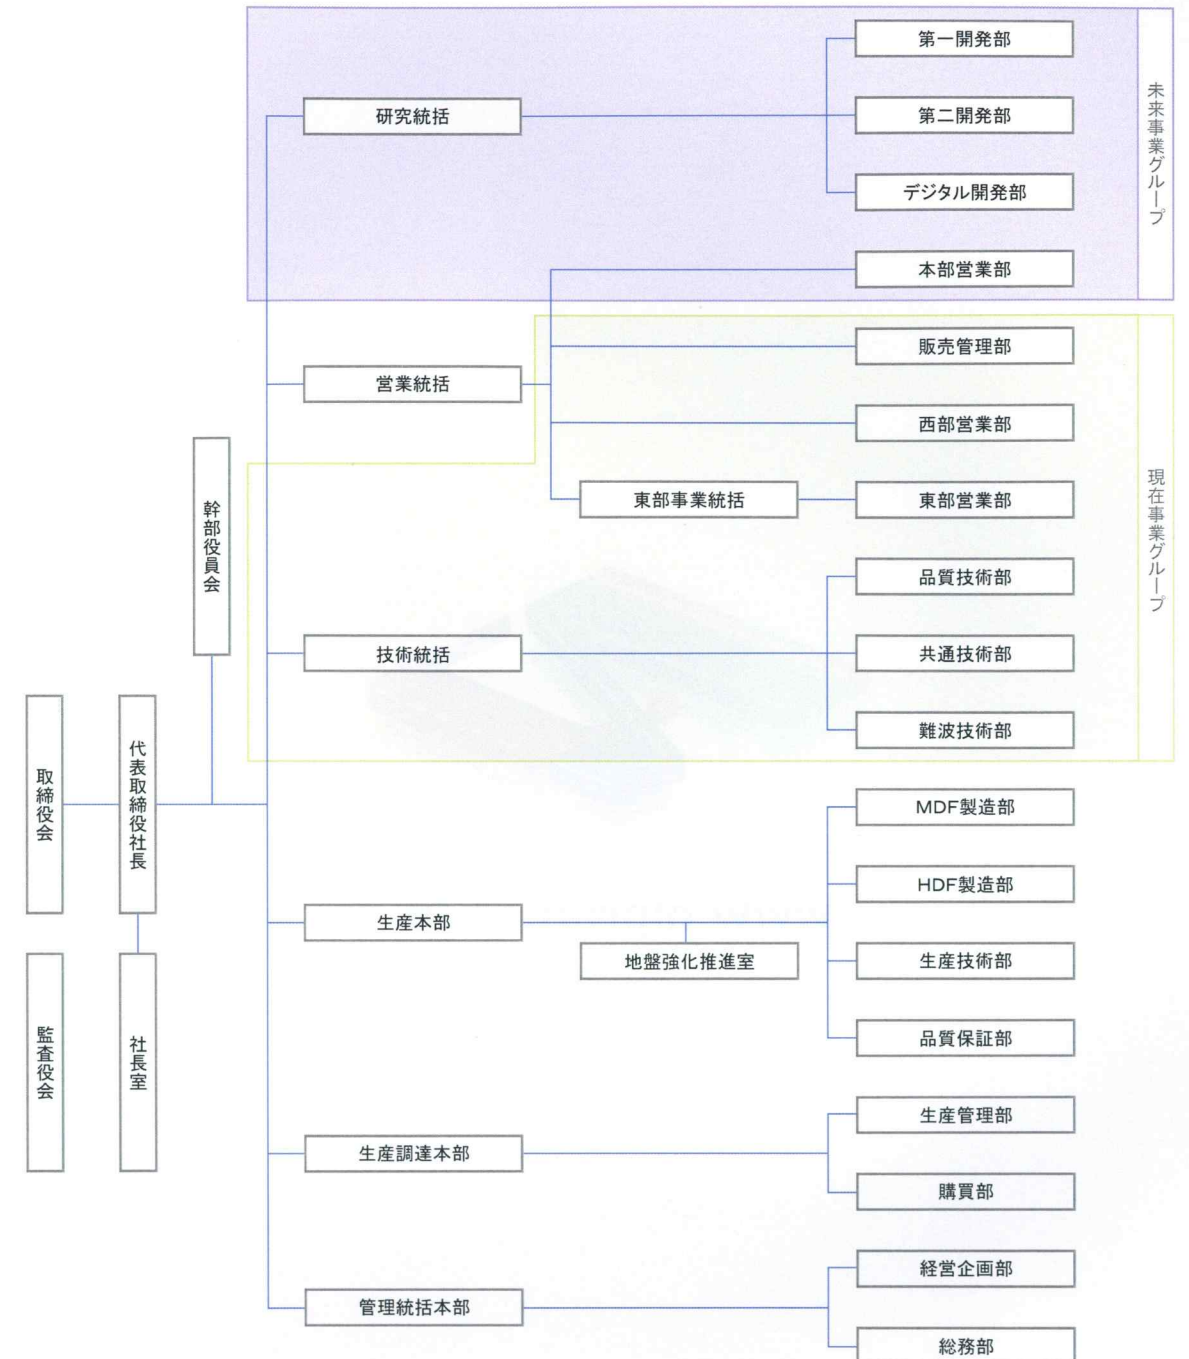 第一開発部
研究統括
第二開発部
デジタル開発部
未来事業グループ
本部営業部
販売管理部
営業統括
西部営業部
東部事業統括
東部営業部
現在事業グループ
幹部役員会
品質技術部
技術統括
共通技術部
難波技術部
取締役会
代表取締役社長
MDF製造部
HDF製造部
生産本部
地盤強化推進室
生産技術部
品質保証部
監査役会
社長室
生産管理部
生産調達本部
購買部
経営企画部
管理統括本部
総務部